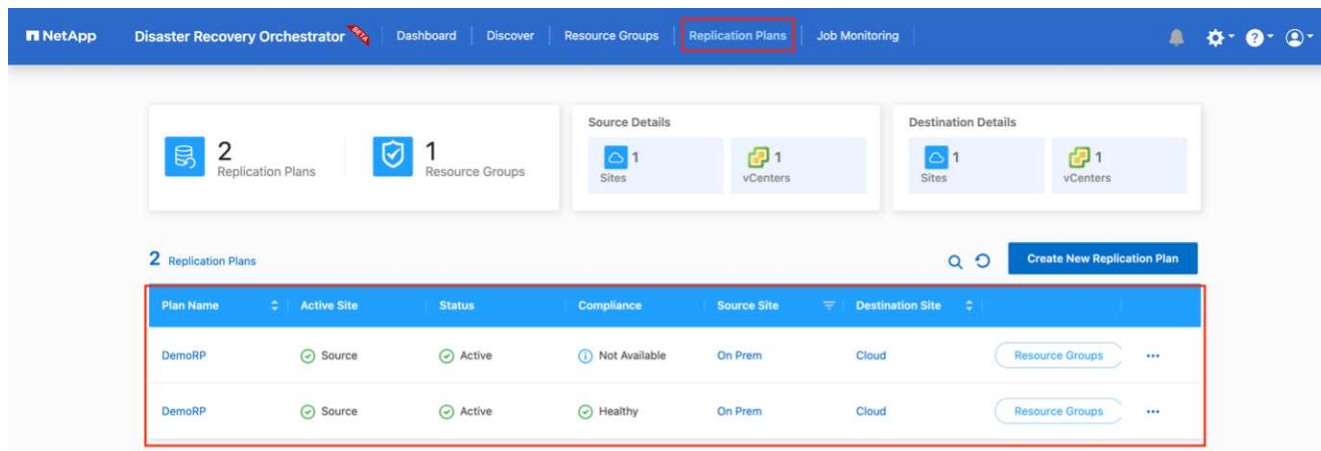 NetApp Disaster Recovery Orchestrator BETA Dashboard Discover Resource Groups Replication Plans Job Monitoring
Source Details Destination Details
2 Replication Plans 1 Resource Groups
1 Sites 1 vCenters 1 Sites 1 vCenters
2 Replication Plans Create New Replication Plan
Plan Name Active Site Status Compliance Source Site Destination Site
DemoRP Source Active Not Available On Prem Cloud Resource Groups
DemoRP Source Active Healthy On Prem Cloud Resource Groups